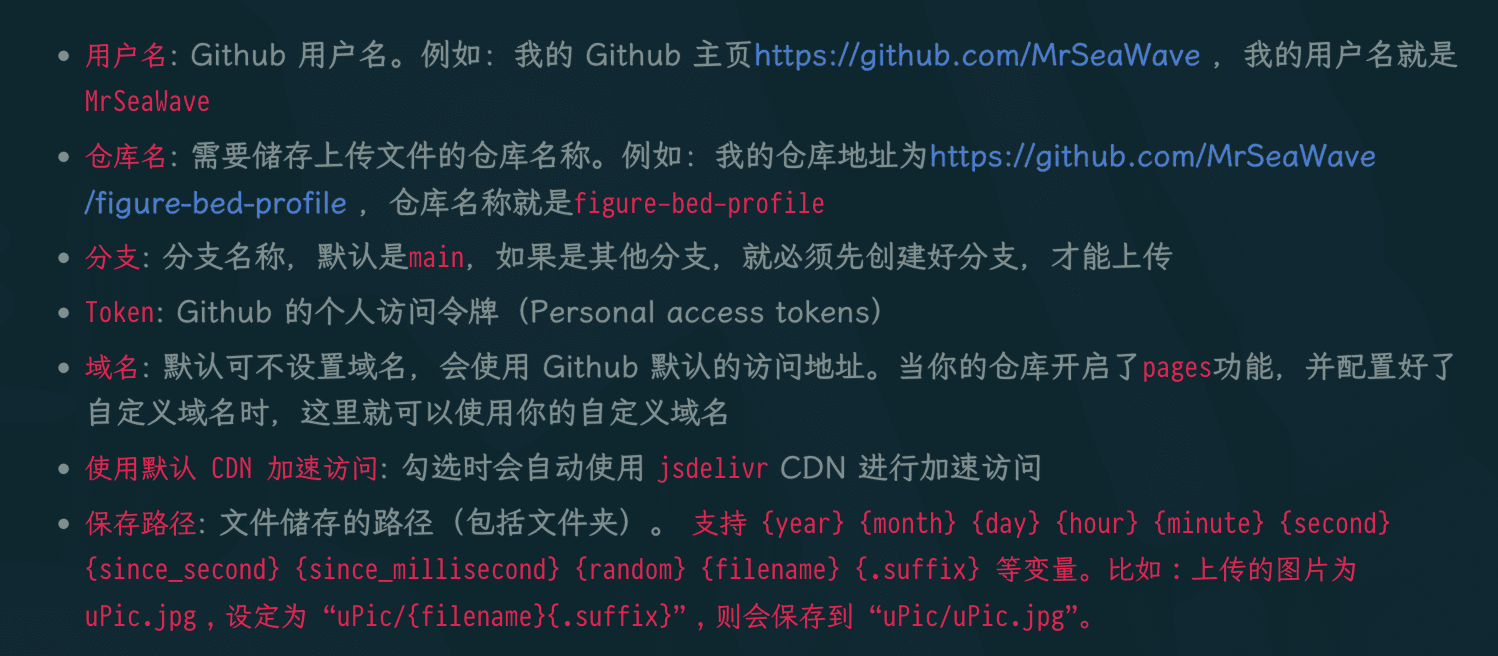 • 用户名: Github 用户名。例如：我的 Github 主页https://github.com/MrSeaWave ，我的用户名就是
MrSeaWave
• 仓库名: 需要储存上传文件的仓库名称。例如：我的仓库地址为https://github.com/MrSeaWave
/figure-bed-profile ，仓库名称就是figure-bed-profile
• 分支: 分支名称，默认是main，如果是其他分支，就必须先创建好分支，才能上传
• Token: Github 的个人访问令牌（Personal access tokens）
• 域名: 默认可不设置域名，会使用 Github 默认的访问地址。当你的仓库开启了pages功能，并配置好了
自定义域名时，这里就可以使用你的自定义域名
• 使用默认 CDN 加速访问: 勾选时会自动使用 jsdelivr CDN 进行加速访问
• 保存路径: 文件储存的路径（包括文件夹）。 支持 {year} {month} {day} {hour} {minute} {second}
{since_second} {since_millisecond} {random} {filename} {.suffix} 等变量。比如：上传的图片为
uPic.jpg，设定为“uPic/{filename}{.suffix}”，则会保存到“uPic/uPic.jpg”。